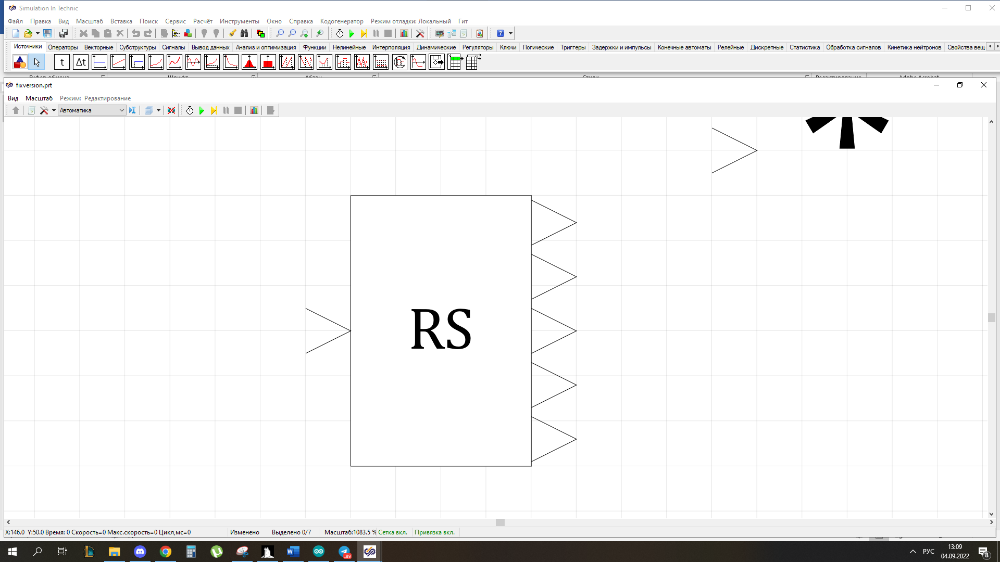 Simulation In Technic
Файл Правка Вид Масштаб Вставка Поиск Сервис Расчёт Инструменты Окно Справка Кодогенератор Режим отладки: Локальный Гит
Источники Операторы Векторные Субструктуры Сигналы Вывод данных Анализ и оптимизация Функции Нелинейные Интерполяция Динамические Регуляторы Ключи Логические Триггеры Задержки и импульсы Конечные автоматы Релейные Дискретные Статистика Обработка сигналов Кинетика нейтронов Свойства вещ
t Δt
fixversion.prt
Вид Масштаб Режим: Редактирование
Автоматика
RS
X:146.0 Y:50.0 Время: 0 Скорость=0 Макс.скорость=0 Цикл,мс=0 Изменено Выделено 0/7 Масштаб:1083.5 % Сетка вкл. Привязка вкл.
89 РУС 13:09
04.09.2022 8